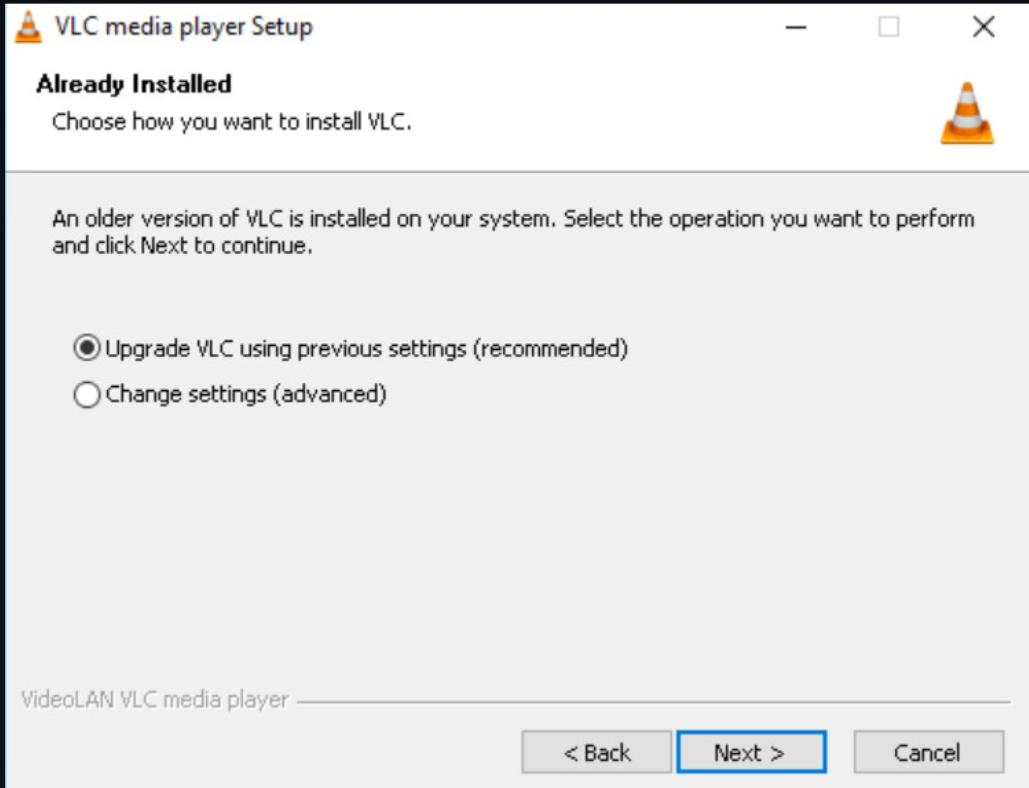 VLC media player Setup
Already Installed
Choose how you want to install VLC.
An older version of VLC is installed on your system. Select the operation you want to perform
and click Next to continue.
Upgrade VLC using previous settings (recommended)
Change settings (advanced)
VideoLAN VLC media player
< Back
Next >
Cancel